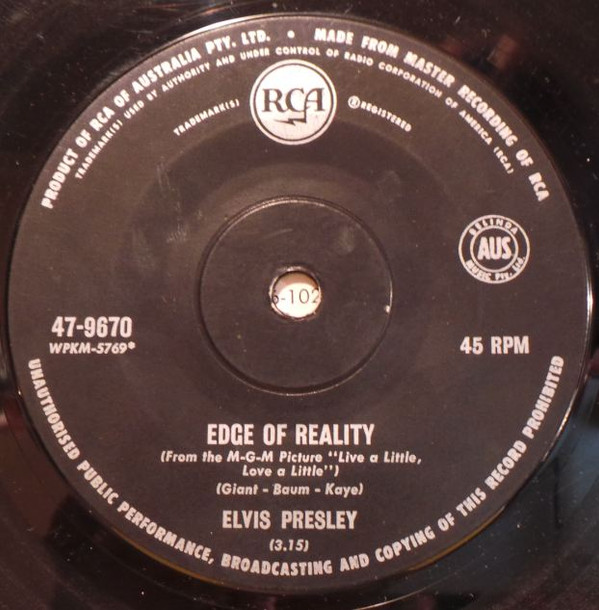 PRODUCT OF RCA OF AUSTRALIA PTY. LTD. • MADE FROM MASTER RECORDING OF RCA
TRADEMARK(S) USED BY AUTHORITY AND UNDER CONTROL OF RADIO CORPORATION OF AMERICA (RCA)
TRADEMARK(S) RCA ®REGISTERED
BELINDA
AUS.
MUSIC Pty. Ltd.
6-102
47-9670
WPKM-5769*
45 RPM
EDGE OF REALITY
(From the M-G-M Picture "Live a Little,
Love a Little")
(Giant - Baum - Kaye)
ELVIS PRESLEY
(3.15)
UNAUTHORISED PUBLIC PERFORMANCE, BROADCASTING AND COPYING OF THIS RECORD PROHIBITED